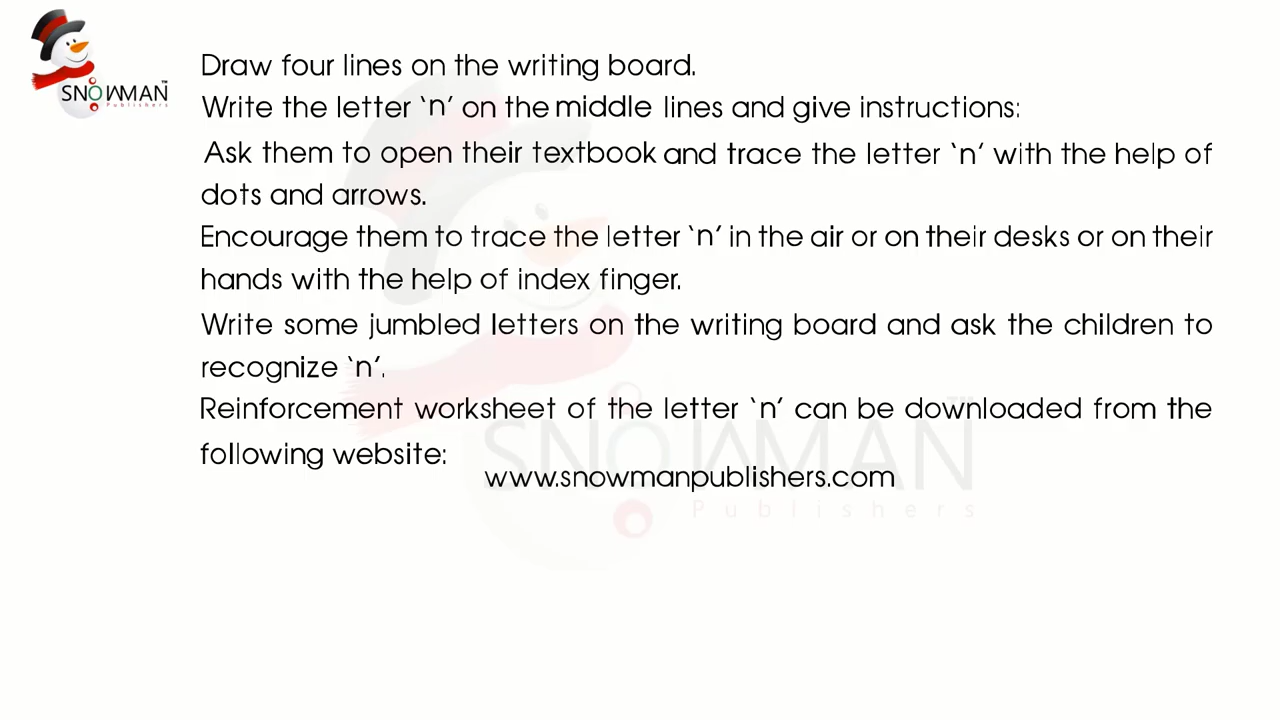 SNOWMAN™
Publishers
Draw four lines on the writing board.
Write the letter ‘n’ on the middle lines and give instructions:
Ask them to open their textbook and trace the letter ‘n’ with the help of
dots and arrows.
Encourage them to trace the letter ‘n’ in the air or on their desks or on their
hands with the help of index finger.
Write some jumbled letters on the writing board and ask the children to
recognize ‘n’.
Reinforcement worksheet of the letter ‘n’ can be downloaded from the
following website:
www.snowmanpublishers.com
SNOWMAN™
Publishers